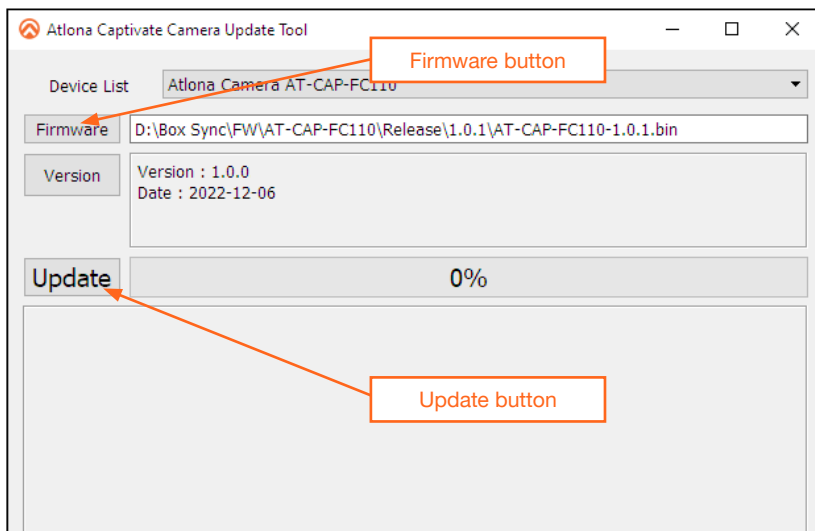 Atlona Captivate Camera Update Tool
Firmware button
Device List
Atlona Camera AT-CAP-FC110
Firmware
D:\Box Sync\FW\AT-CAP-FC110\Release\1.0.1\AT-CAP-FC110-1.0.1.bin
Version
Version : 1.0.0
Date : 2022-12-06
Update
0%
Update button